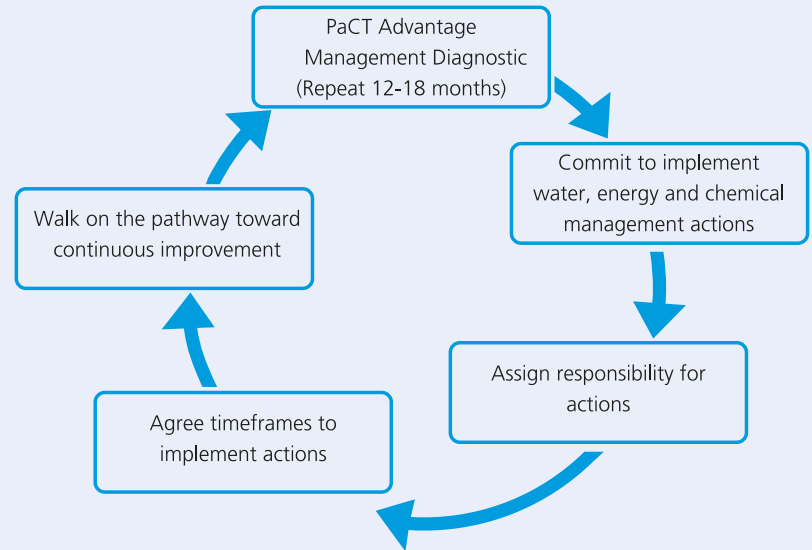 PaCT Advantage
Management Diagnostic
(Repeat 12-18 months)
Commit to implement
water, energy and chemical
management actions
Assign responsibility for
actions
Agree timeframes to
implement actions
Walk on the pathway toward
continuous improvement